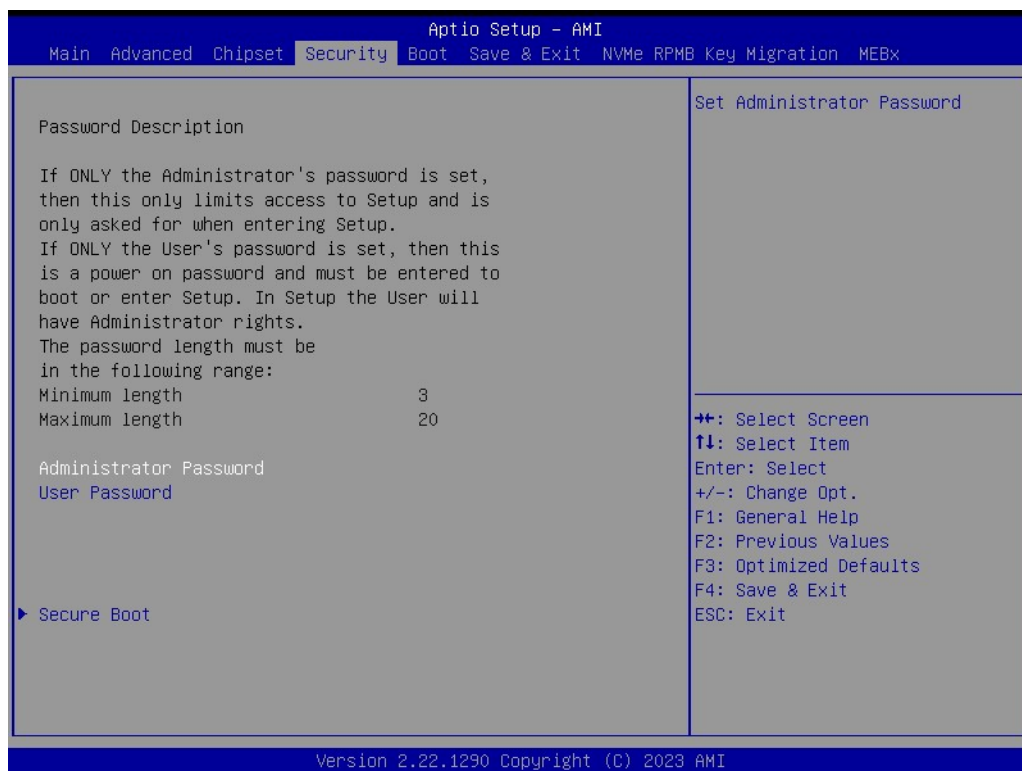 Aptio Setup – AMI
Main Advanced Chipset Security Boot Save & Exit NVMe RPMB Key Migration MEBx
Password Description
If ONLY the Administrator's password is set,
then this only limits access to Setup and is
only asked for when entering Setup.
If ONLY the User's password is set, then this
is a power on password and must be entered to
boot or enter Setup. In Setup the User will
have Administrator rights.
The password length must be
in the following range:
Minimum length 3
Maximum length 20
Administrator Password
User Password
Secure Boot
Set Administrator Password
→←: Select Screen
↑↓: Select Item
Enter: Select
+/-: Change Opt.
F1: General Help
F2: Previous Values
F3: Optimized Defaults
F4: Save & Exit
ESC: Exit
Version 2.22.1290 Copyright (C) 2023 AMI